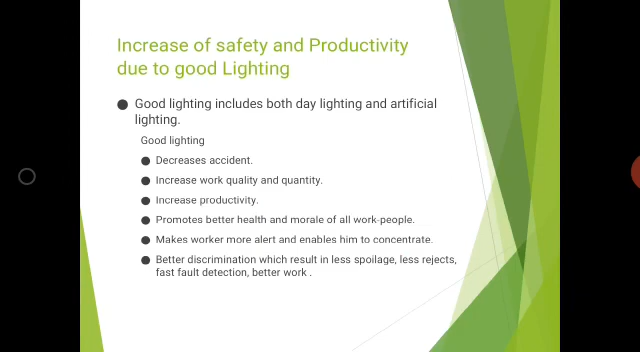 Increase of safety and Productivity
due to good Lighting
● Good lighting includes both day lighting and artificial
lighting.
Good lighting
● Decreases accident.
● Increase work quality and quantity.
● Increase productivity.
● Promotes better health and morale of all work-people.
● Makes worker more alert and enables him to concentrate.
● Better discrimination which result in less spoilage, less rejects,
fast fault detection, better work .